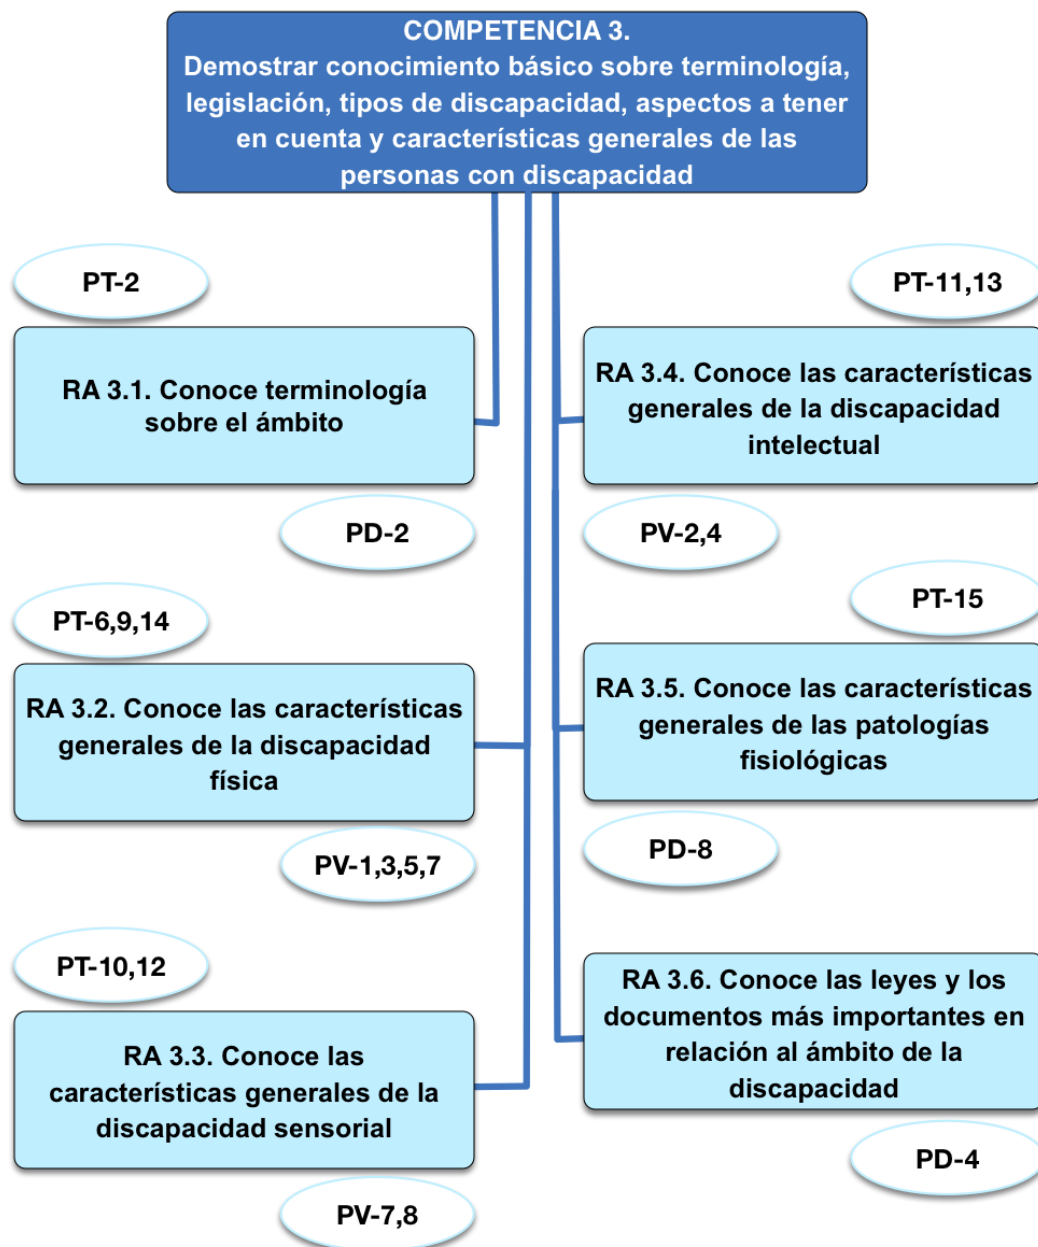 COMPETENCIA 3.
Demostrar conocimiento básico sobre terminología,
legislación, tipos de discapacidad, aspectos a tener
en cuenta y características generales de las
personas con discapacidad
PT-2
RA 3.1. Conoce terminología
sobre el ámbito
PD-2
PT-6,9,14
RA 3.2. Conoce las características
generales de la discapacidad
física
PV-1,3,5,7
PT-10,12
RA 3.3. Conoce las
características generales de la
discapacidad sensorial
PV-7,8
PT-11,13
RA 3.4. Conoce las características
generales de la discapacidad
intelectual
PV-2,4
PT-15
RA 3.5. Conoce las características
generales de las patologías
fisiológicas
PD-8
RA 3.6. Conoce las leyes y los
documentos más importantes en
relación al ámbito de la
discapacidad
PD-4